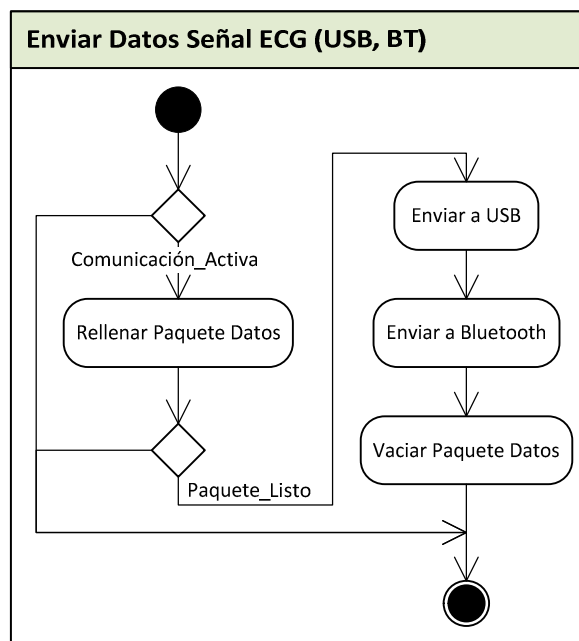 Enviar Datos Señal ECG (USB, BT)
Comunicación_Activa
Rellenar Paquete Datos
Paquete_Listo
Enviar a USB
Enviar a Bluetooth
Vaciar Paquete Datos